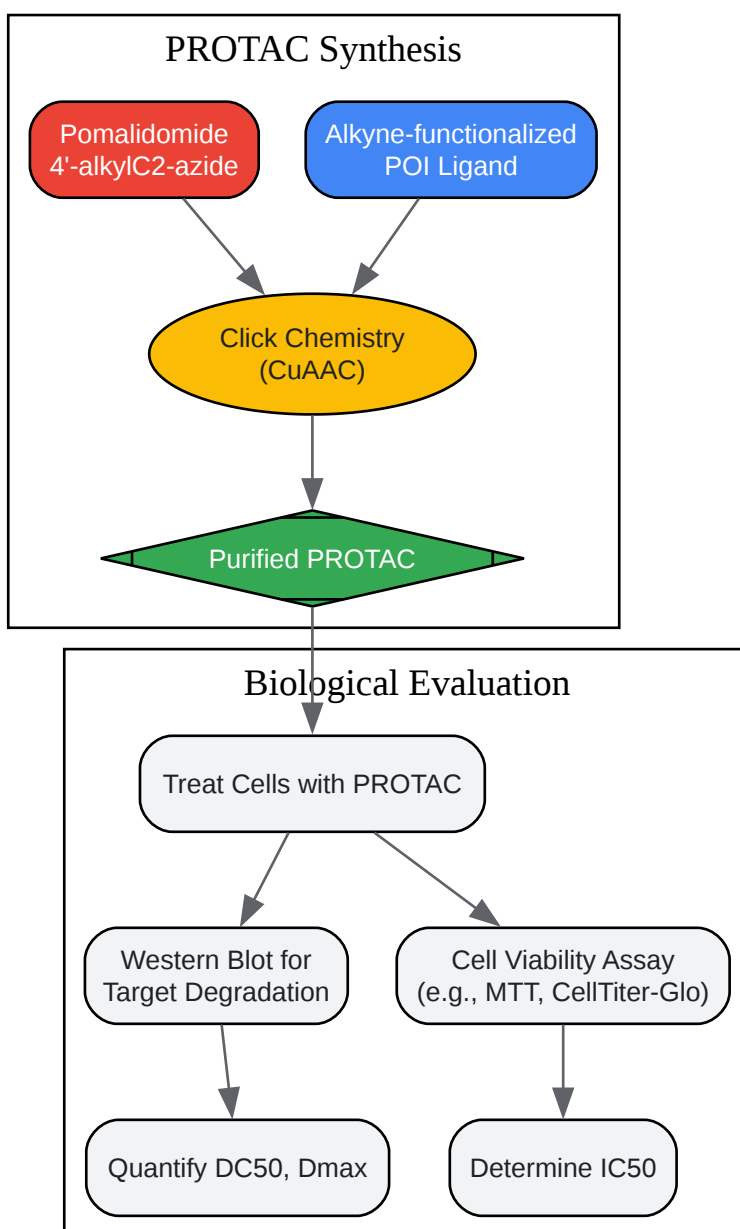 PROTAC Synthesis
Pomalidomide
4'-alkylC2-azide
Alkyne-functionalized
POI Ligand
Click Chemistry
(CuAAC)
Purified PROTAC
Biological Evaluation
Treat Cells with PROTAC
Western Blot for
Target Degradation
Cell Viability Assay
(e.g., MTT, CellTiter-Glo)
Quantify DC50, Dmax
Determine IC50